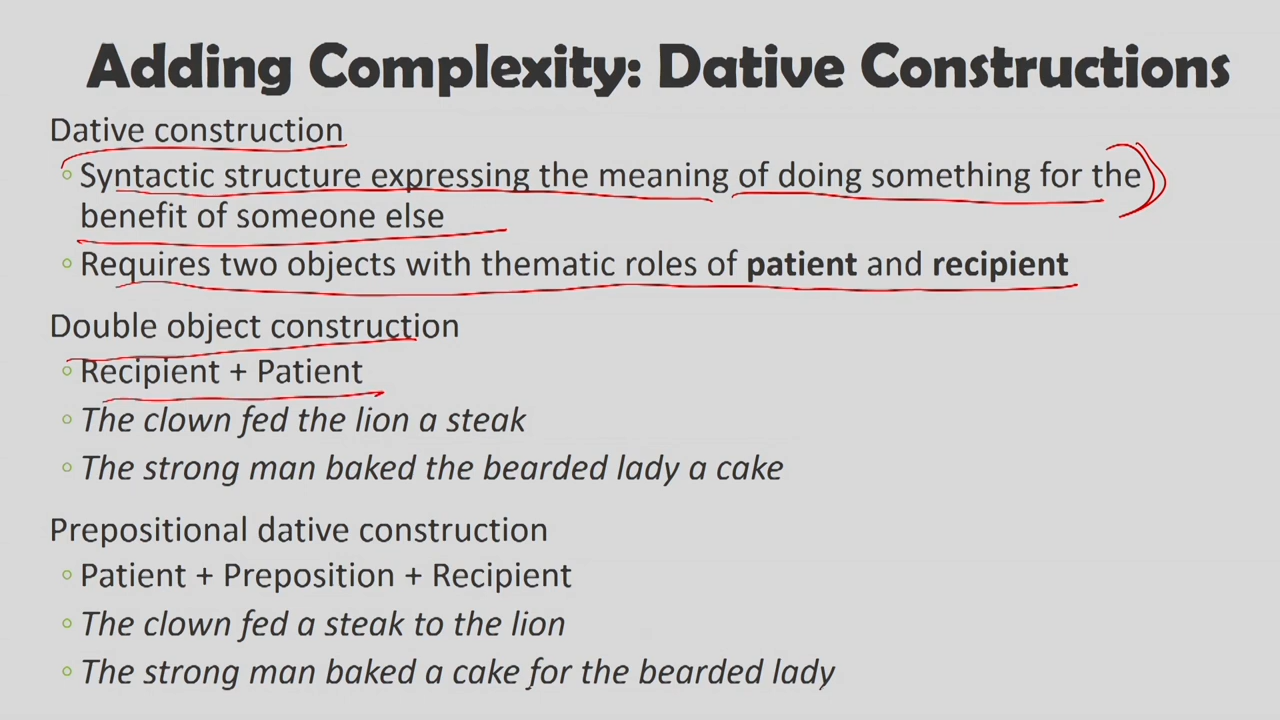 Adding Complexity: Dative Constructions
Dative construction
◦ Syntactic structure expressing the meaning of doing something for the
benefit of someone else
◦ Requires two objects with thematic roles of patient and recipient
Double object construction
◦ Recipient + Patient
◦ The clown fed the lion a steak
◦ The strong man baked the bearded lady a cake
Prepositional dative construction
◦ Patient + Preposition + Recipient
◦ The clown fed a steak to the lion
◦ The strong man baked a cake for the bearded lady